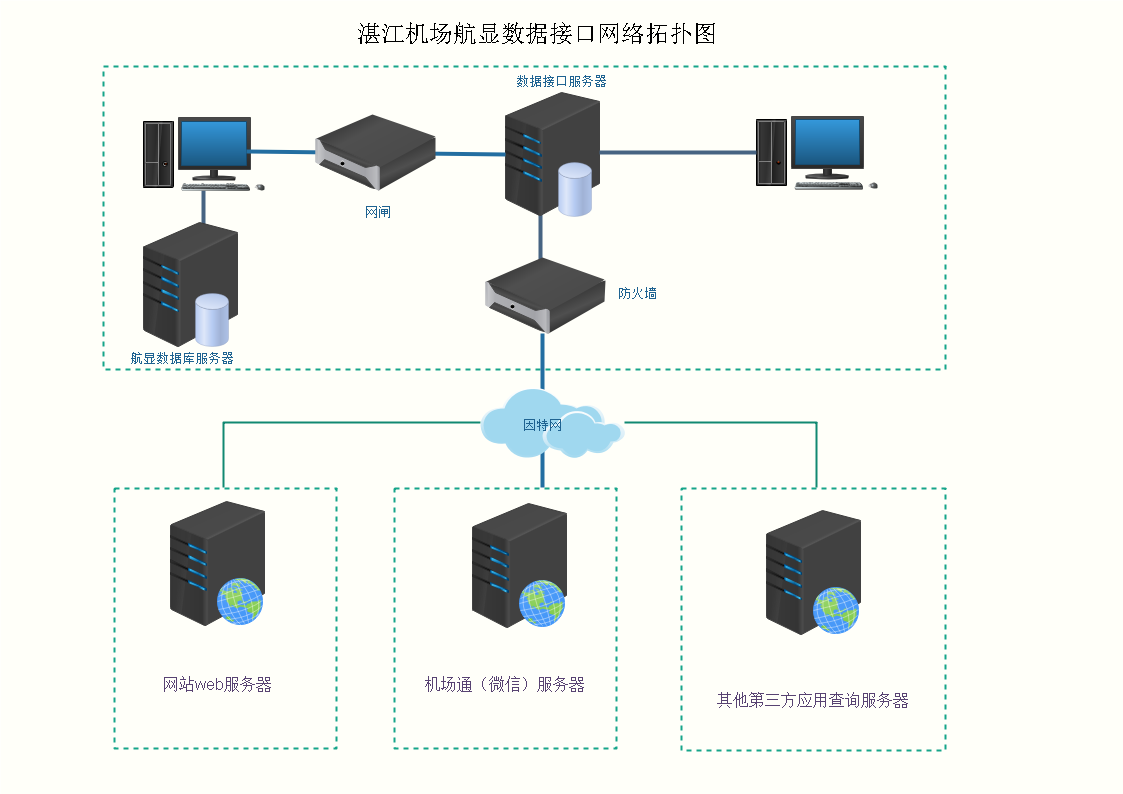 湛江机场航显数据接口网络拓扑图
数据接口服务器
网闸
防火墙
航显数据库服务器
因特网
网站web服务器
机场通（微信）服务器
其他第三方应用查询服务器